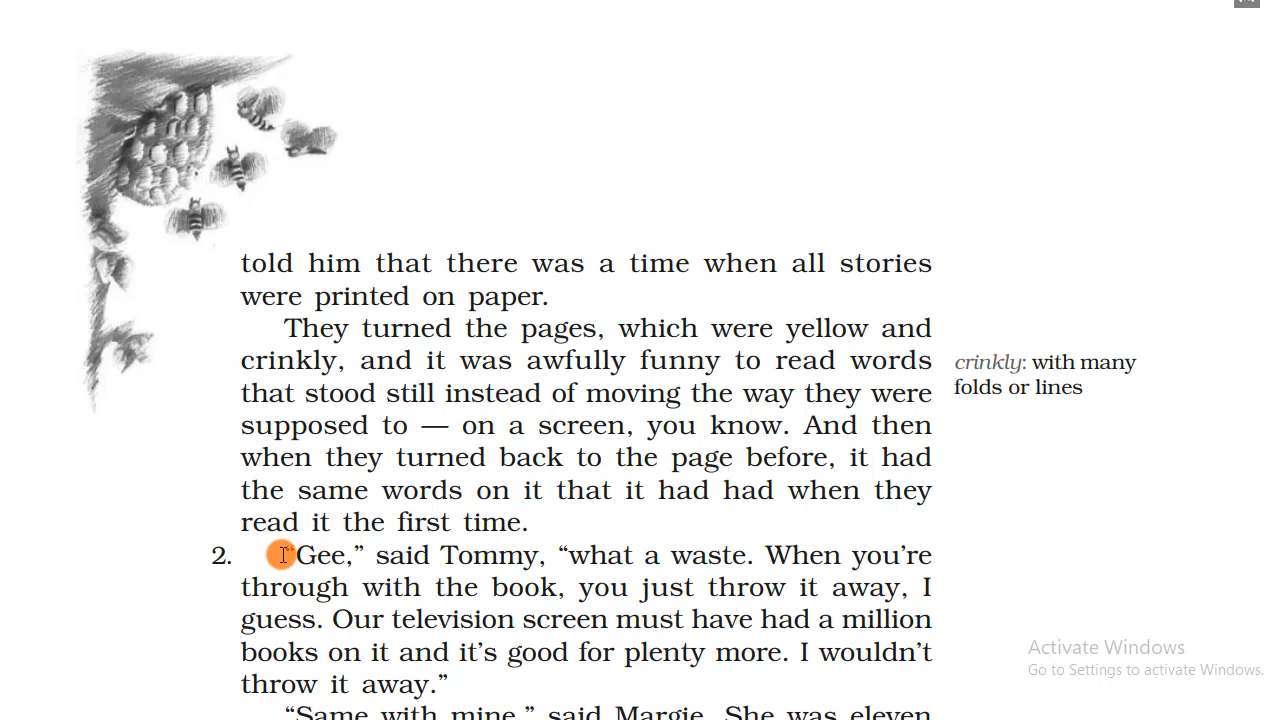 told him that there was a time when all stories
were printed on paper.
They turned the pages, which were yellow and
crinkly, and it was awfully funny to read words
that stood still instead of moving the way they were
supposed to — on a screen, you know. And then
when they turned back to the page before, it had
the same words on it that it had had when they
read it the first time.
crinkly: with many
folds or lines
2. “Gee,” said Tommy, “what a waste. When you’re
through with the book, you just throw it away, I
guess. Our television screen must have had a million
books on it and it’s good for plenty more. I wouldn’t
throw it away.”
“Same with mine,” said Margie. She was eleven
Activate Windows
Go to Settings to activate Windows.